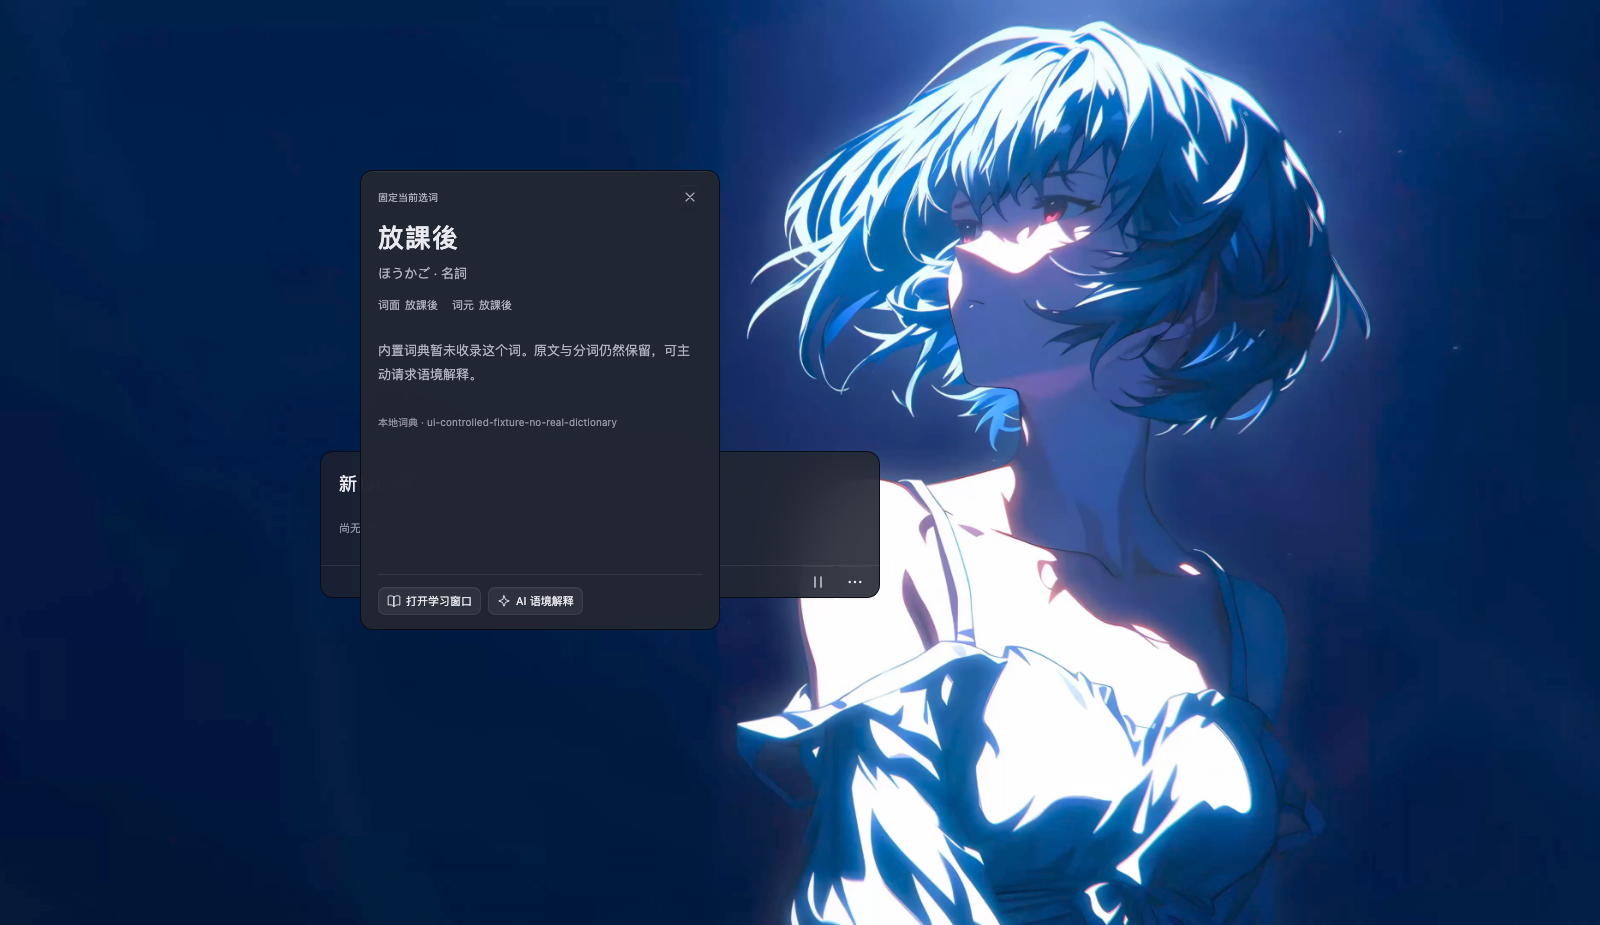 固定当前选词
放課後
ほうかご · 名詞
词面 放課後 词元 放課後
内置词典暂未收录这个词。原文与分词仍然保留，可主
动请求语境解释。
本地词典 · ui-controlled-fixture-no-real-dictionary
新
尚无
打开学习窗口
AI 语境解释